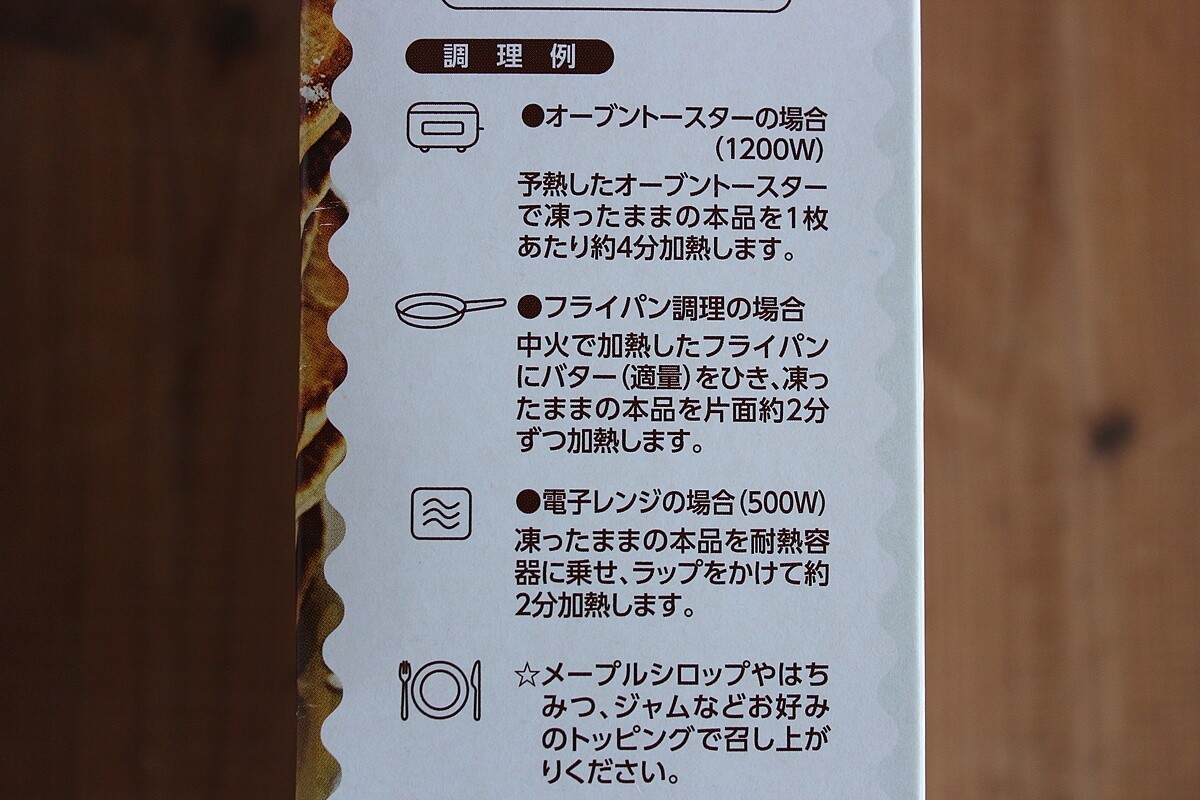 調理例
●オーブントースターの場合
(1200W)
予熱したオーブントースター
で凍ったままの本品を1枚
あたり約4分加熱します。
●フライパン調理の場合
中火で加熱したフライパン
にバター(適量)をひき、凍っ
たままの本品を片面約2分
ずつ加熱します。
●電子レンジの場合(500W)
凍ったままの本品を耐熱容
器に乗せ、ラップをかけて約
2分加熱します。
☆メープルシロップやはち
みつ、ジャムなどお好み
のトッピングで召し上が
りください。